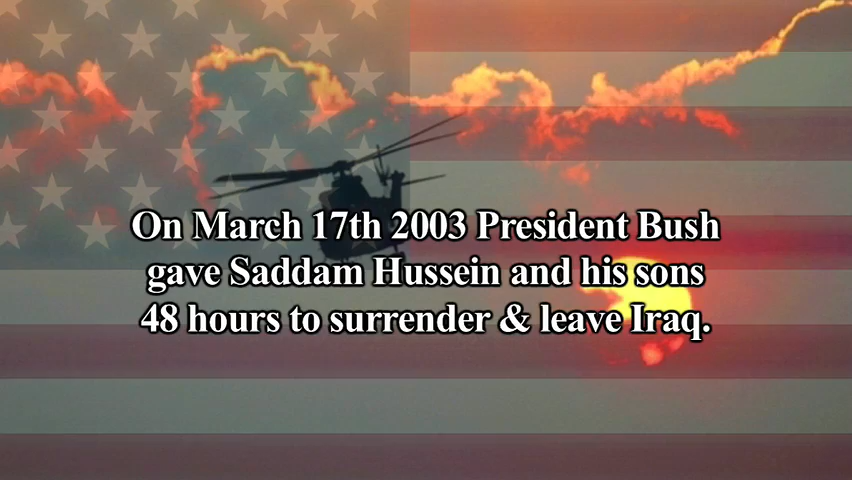 On March 17th 2003 President Bush
gave Saddam Hussein and his sons
48 hours to surrender & leave Iraq.